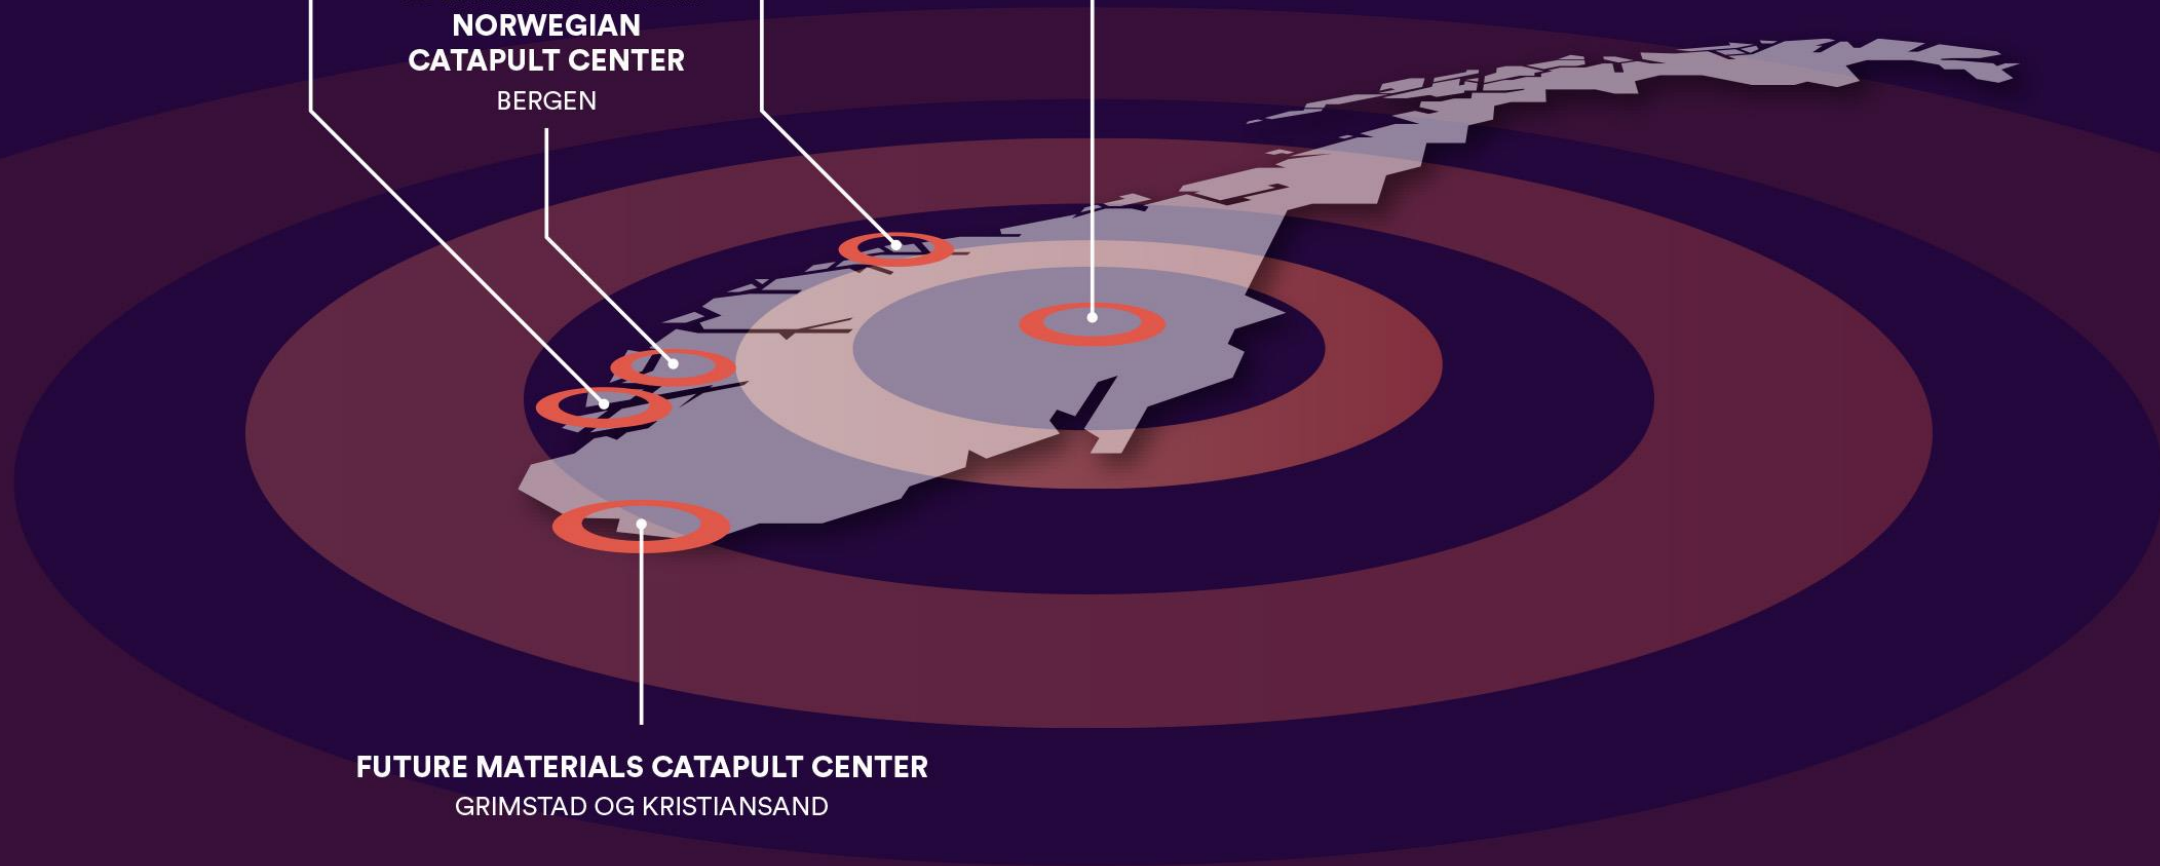 NORWEGIAN
CATAPULT CENTER
BERGEN
FUTURE MATERIALS CATAPULT CENTER
GRIMSTAD OG KRISTIANSAND